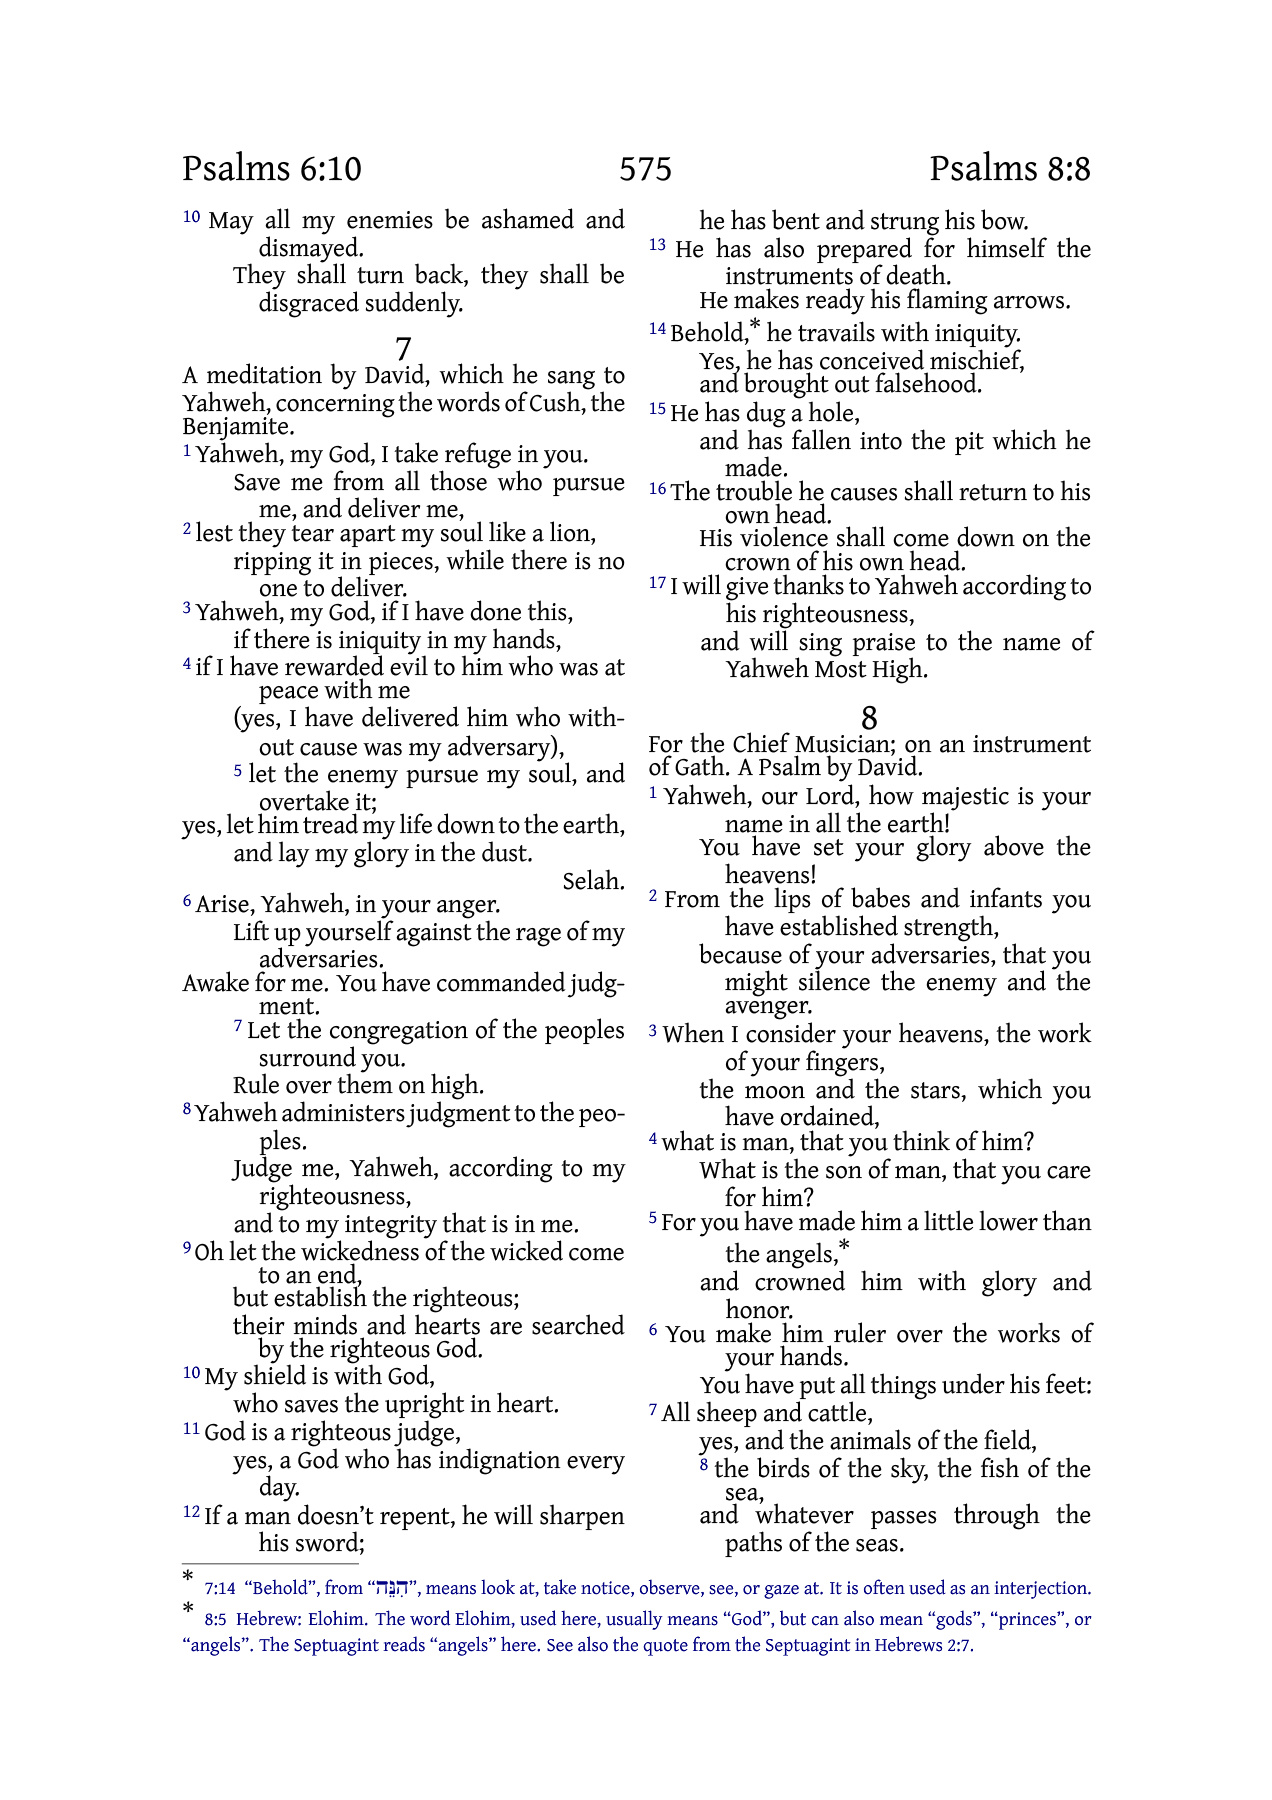 Psalms 6:10 575 Psalms 8:8
10 May all my enemies be ashamed and
dismayed.
They shall turn back, they shall be
disgraced suddenly.
7
A meditation by David, which he sang to
Yahweh, concerning the words of Cush, the
Benjamite.
1 Yahweh, my God, I take refuge in you.
Save me from all those who pursue
me, and deliver me,
2 lest they tear apart my soul like a lion,
ripping it in pieces, while there is no
one to deliver.
3 Yahweh, my God, if I have done this,
if there is iniquity in my hands,
4 if I have rewarded evil to him who was at
peace with me
(yes, I have delivered him who with-
out cause was my adversary),
5 let the enemy pursue my soul, and
overtake it;
yes, let him tread my life down to the earth,
and lay my glory in the dust.
Selah.
6 Arise, Yahweh, in your anger.
Lift up yourself against the rage of my
adversaries.
Awake for me. You have commanded judg-
ment.
7 Let the congregation of the peoples
surround you.
Rule over them on high.
8 Yahweh administers judgment to the peo-
ples.
Judge me, Yahweh, according to my
righteousness,
and to my integrity that is in me.
9 Oh let the wickedness of the wicked come
to an end,
but establish the righteous;
their minds and hearts are searched
by the righteous God.
10 My shield is with God,
who saves the upright in heart.
11 God is a righteous judge,
yes, a God who has indignation every
day.
12 If a man doesn’t repent, he will sharpen
his sword;
he has bent and strung his bow.
13 He has also prepared for himself the
instruments of death.
He makes ready his flaming arrows.
14 Behold,* he travails with iniquity.
Yes, he has conceived mischief,
and brought out falsehood.
15 He has dug a hole,
and has fallen into the pit which he
made.
16 The trouble he causes shall return to his
own head.
His violence shall come down on the
crown of his own head.
17 I will give thanks to Yahweh according to
his righteousness,
and will sing praise to the name of
Yahweh Most High.
8
For the Chief Musician; on an instrument
of Gath. A Psalm by David.
1 Yahweh, our Lord, how majestic is your
name in all the earth!
You have set your glory above the
heavens!
2 From the lips of babes and infants you
have established strength,
because of your adversaries, that you
might silence the enemy and the
avenger.
3 When I consider your heavens, the work
of your fingers,
the moon and the stars, which you
have ordained,
4 what is man, that you think of him?
What is the son of man, that you care
for him?
5 For you have made him a little lower than
the angels,*
and crowned him with glory and
honor.
6 You make him ruler over the works of
your hands.
You have put all things under his feet:
7 All sheep and cattle,
yes, and the animals of the field,
8 the birds of the sky, the fish of the
sea,
and whatever passes through the
paths of the seas.
* 7:14 “Behold”, from “הִנֵּה”, means look at, take notice, observe, see, or gaze at. It is often used as an interjection.
* 8:5 Hebrew: Elohim. The word Elohim, used here, usually means “God”, but can also mean “gods”, “princes”, or
“angels”. The Septuagint reads “angels” here. See also the quote from the Septuagint in Hebrews 2:7.